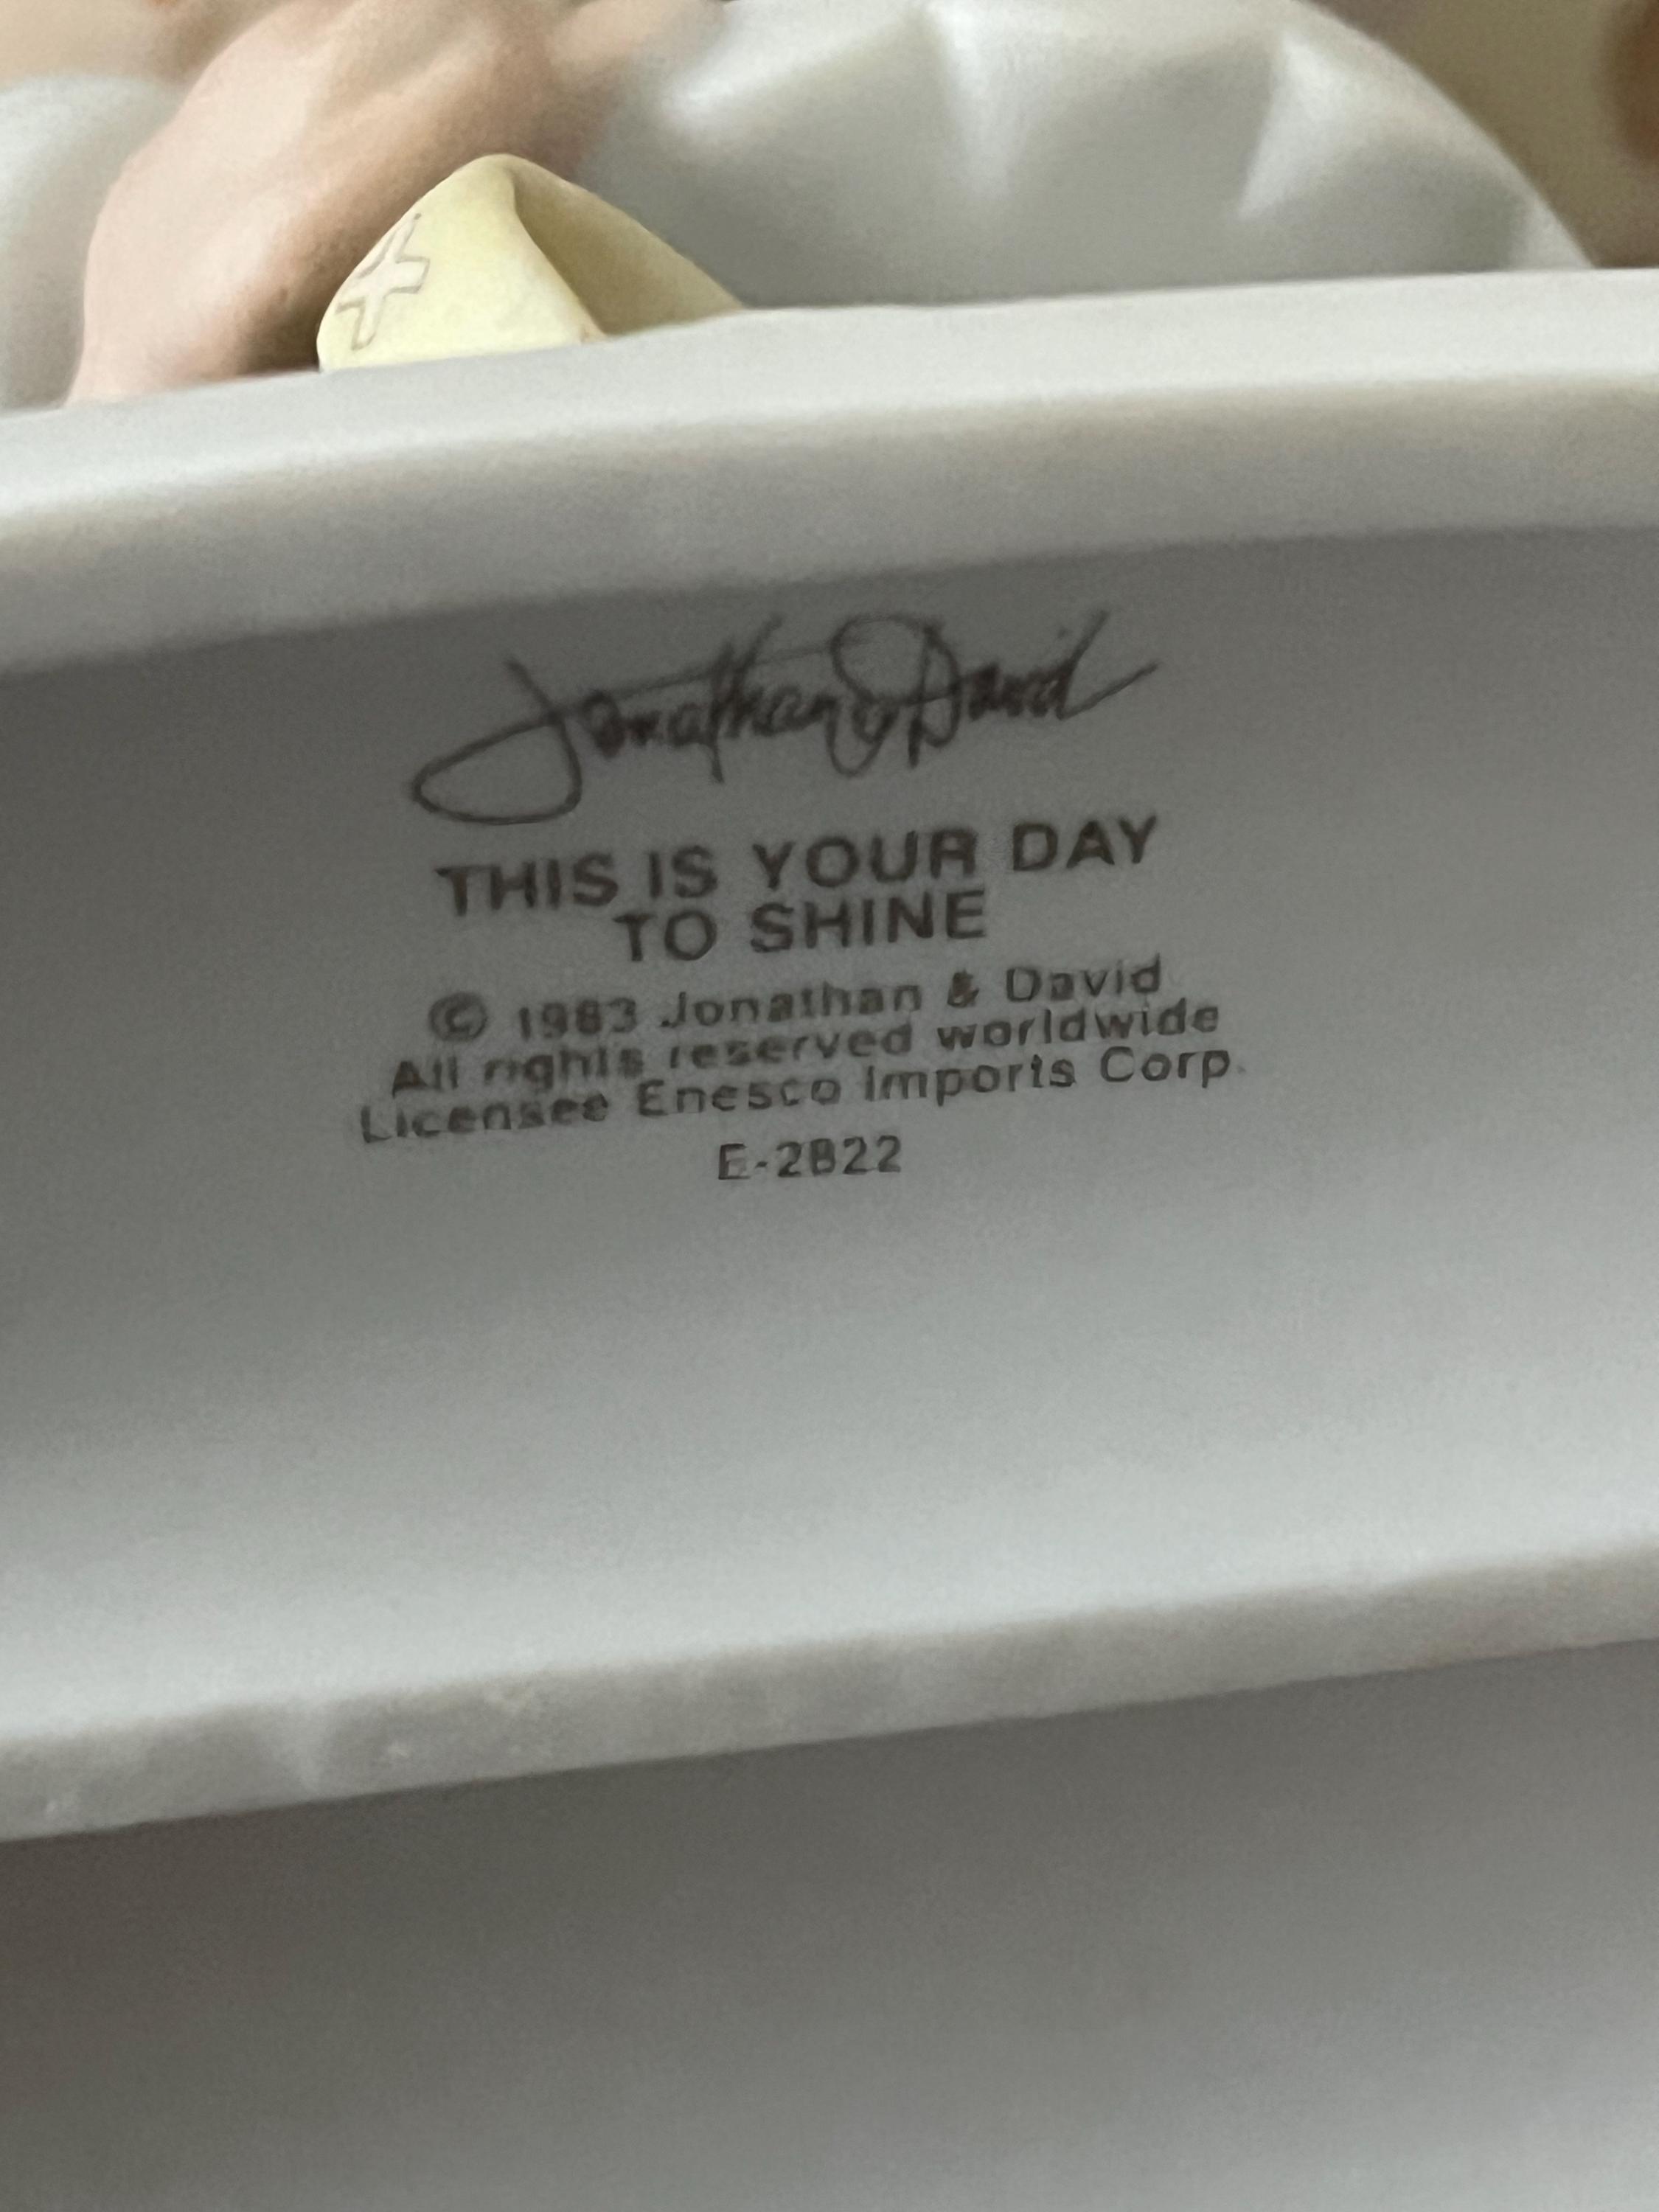 Jonathan & David
THIS IS YOUR DAY
TO SHINE
© 1983 Jonathan & David
All rights reserved worldwide
Licensee Enesco Imports Corp.
E-2822